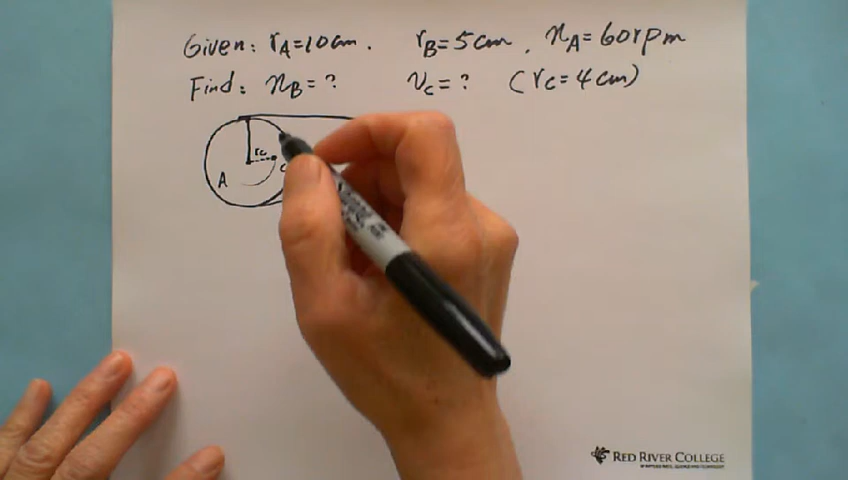 Given: rA=10cm. rB=5cm, nA=60rpm
Find: nB=? vc=? (rc=4cm)
rc
A
C
RED RIVER COLLEGE